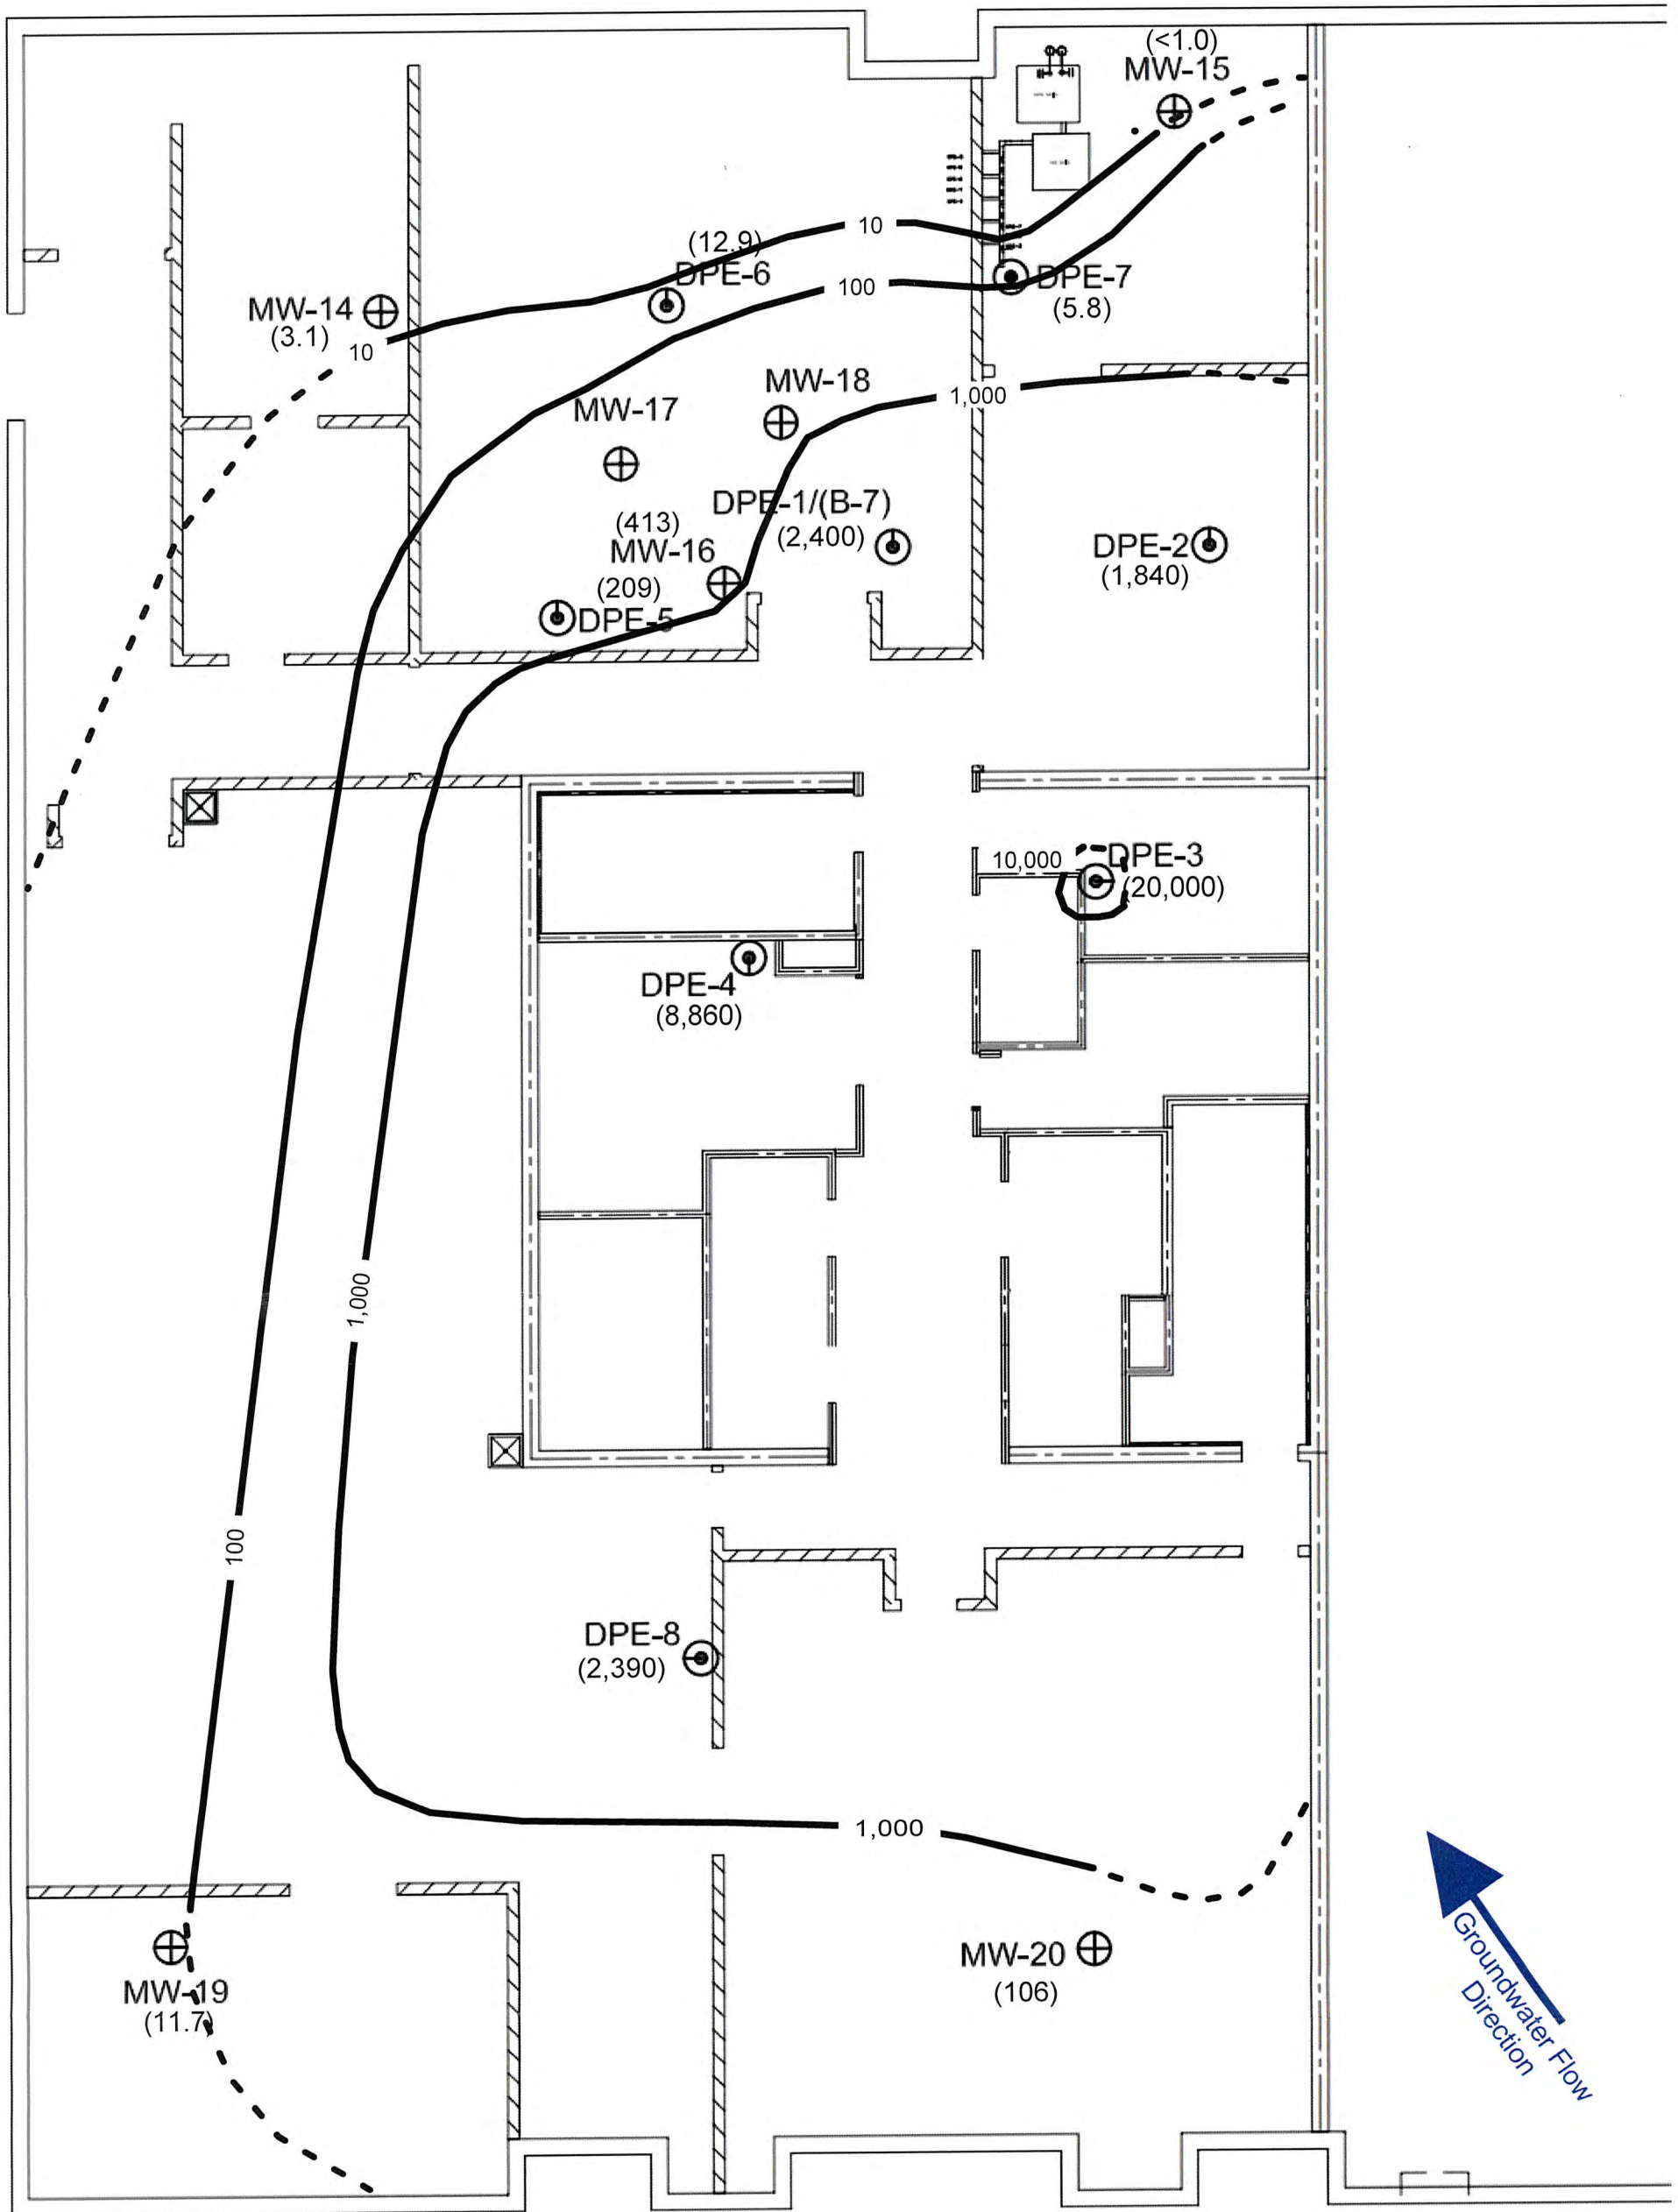 (<1.0)
MW-15
10
(12.9)
DPE-6
100
DPE-7
(5.8)
MW-14
(3.1)
10
MW-18
1,000
MW-17
DPE-1/(B-7)
(2,400)
(413)
MW-16
(209)
DPE-5
DPE-2
(1,840)
10,000
DPE-3
(20,000)
DPE-4
(8,860)
1,000
100
DPE-8
(2,390)
1,000
MW-20
(106)
MW-19
(11.7)
Groundwater Flow
Direction